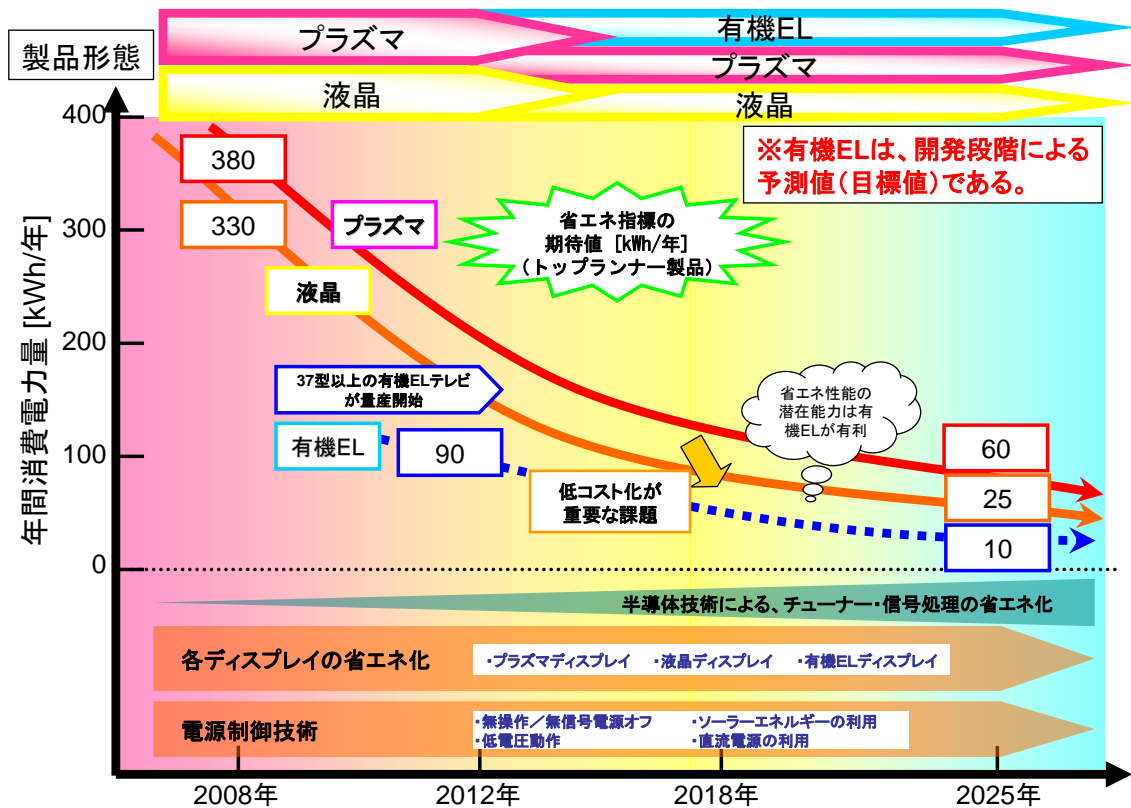 製品形態
プラズマ
有機EL
プラズマ
液晶
液晶
年間消費電力量 [kWh/年]
400
300
200
100
0
※有機ELは、開発段階による
予測値(目標値)である。
380
330
プラズマ
液晶
省エネ指標の
期待値 [kWh/年]
(トップランナー製品)
37型以上の有機ELテレビ
が量産開始
有機EL
90
低コスト化が
重要な課題
省エネ性能の
潜在能力は有
機ELが有利
60
25
10
半導体技術による、チューナー・信号処理の省エネ化
各ディスプレイの省エネ化
・プラズマディスプレイ ・液晶ディスプレイ ・有機ELディスプレイ
電源制御技術
・無操作/無信号電源オフ ・ソーラーエネルギーの利用
・低電圧動作 ・直流電源の利用
2008年 2012年 2018年 2025年